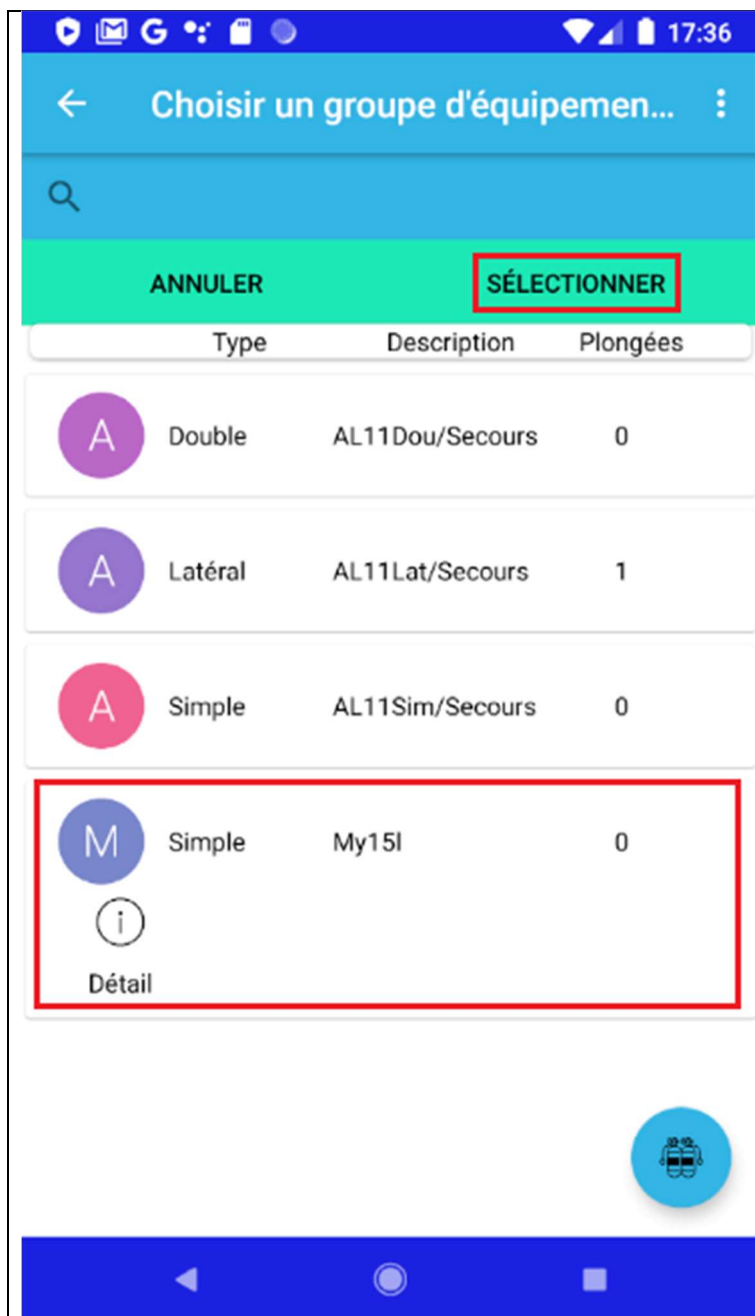 17:36
Choisir un groupe d'équipemen...
ANNULER SÉLECTIONNER
Type Description Plongées
A Double AL11Dou/Secours 0
A Latéral AL11Lat/Secours 1
A Simple AL11Sim/Secours 0
M Simple My15l 0
i
Détail